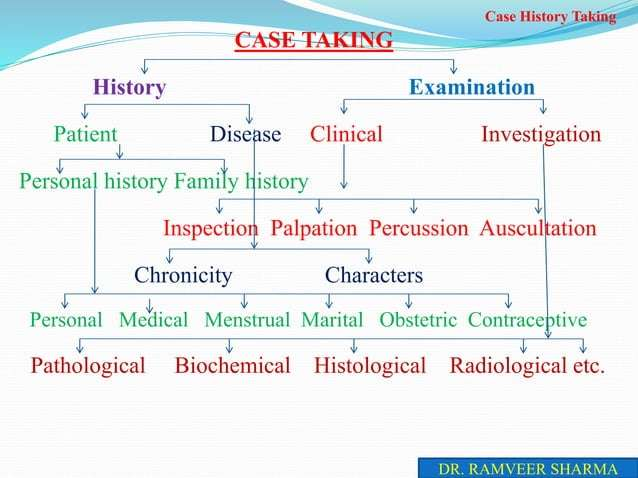 Case History Taking
CASE TAKING
History Examination
Patient Disease Clinical Investigation
Personal history Family history
Inspection Palpation Percussion Auscultation
Chronicity Characters
Personal Medical Menstrual Marital Obstetric Contraceptive
Pathological Biochemical Histological Radiological etc.
DR. RAMVEER SHARMA